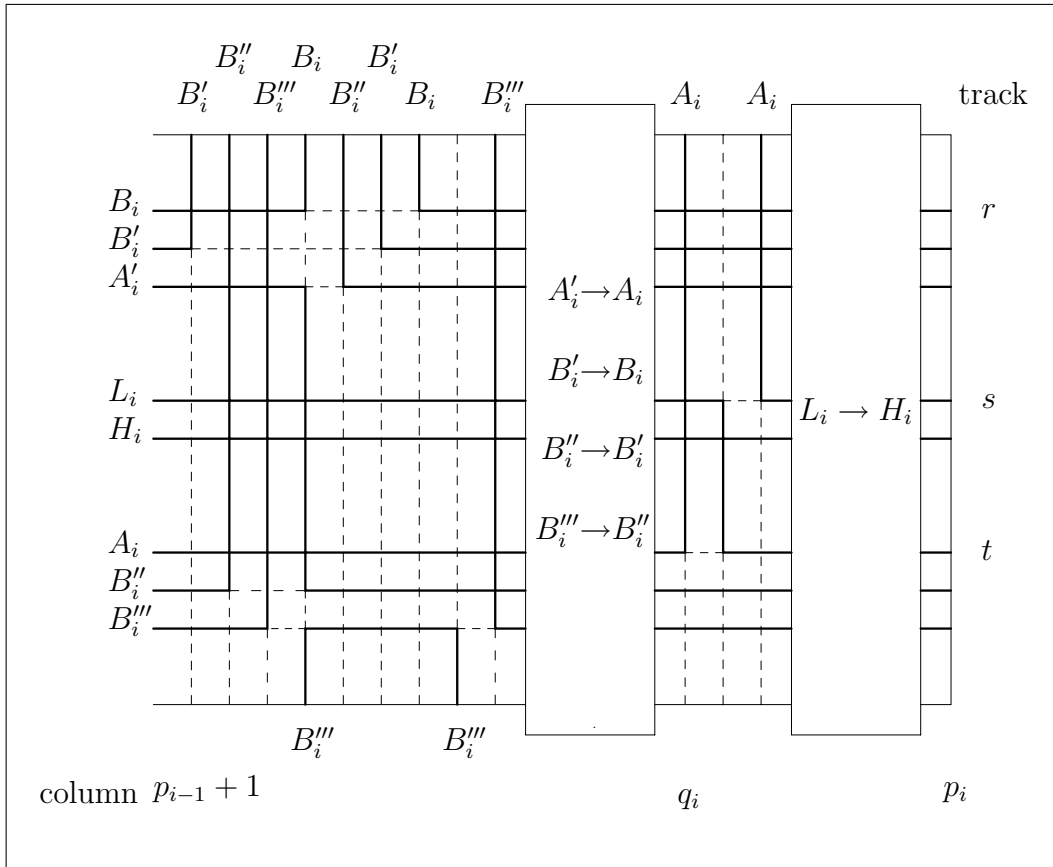 B''_i B_i B'_i
B'_i B'''_i B''_i B_i B'''_i A_i A_i track
B_i r
B'_i
A'_i A'_i→A_i
B'_i→B_i
L_i s
L_i → H_i
H_i
B''_i→B'_i
B'''_i→B''_i
A_i t
B''_i
B'''_i
B'''_i B'''_i
column p_{i−1} + 1 q_i p_i